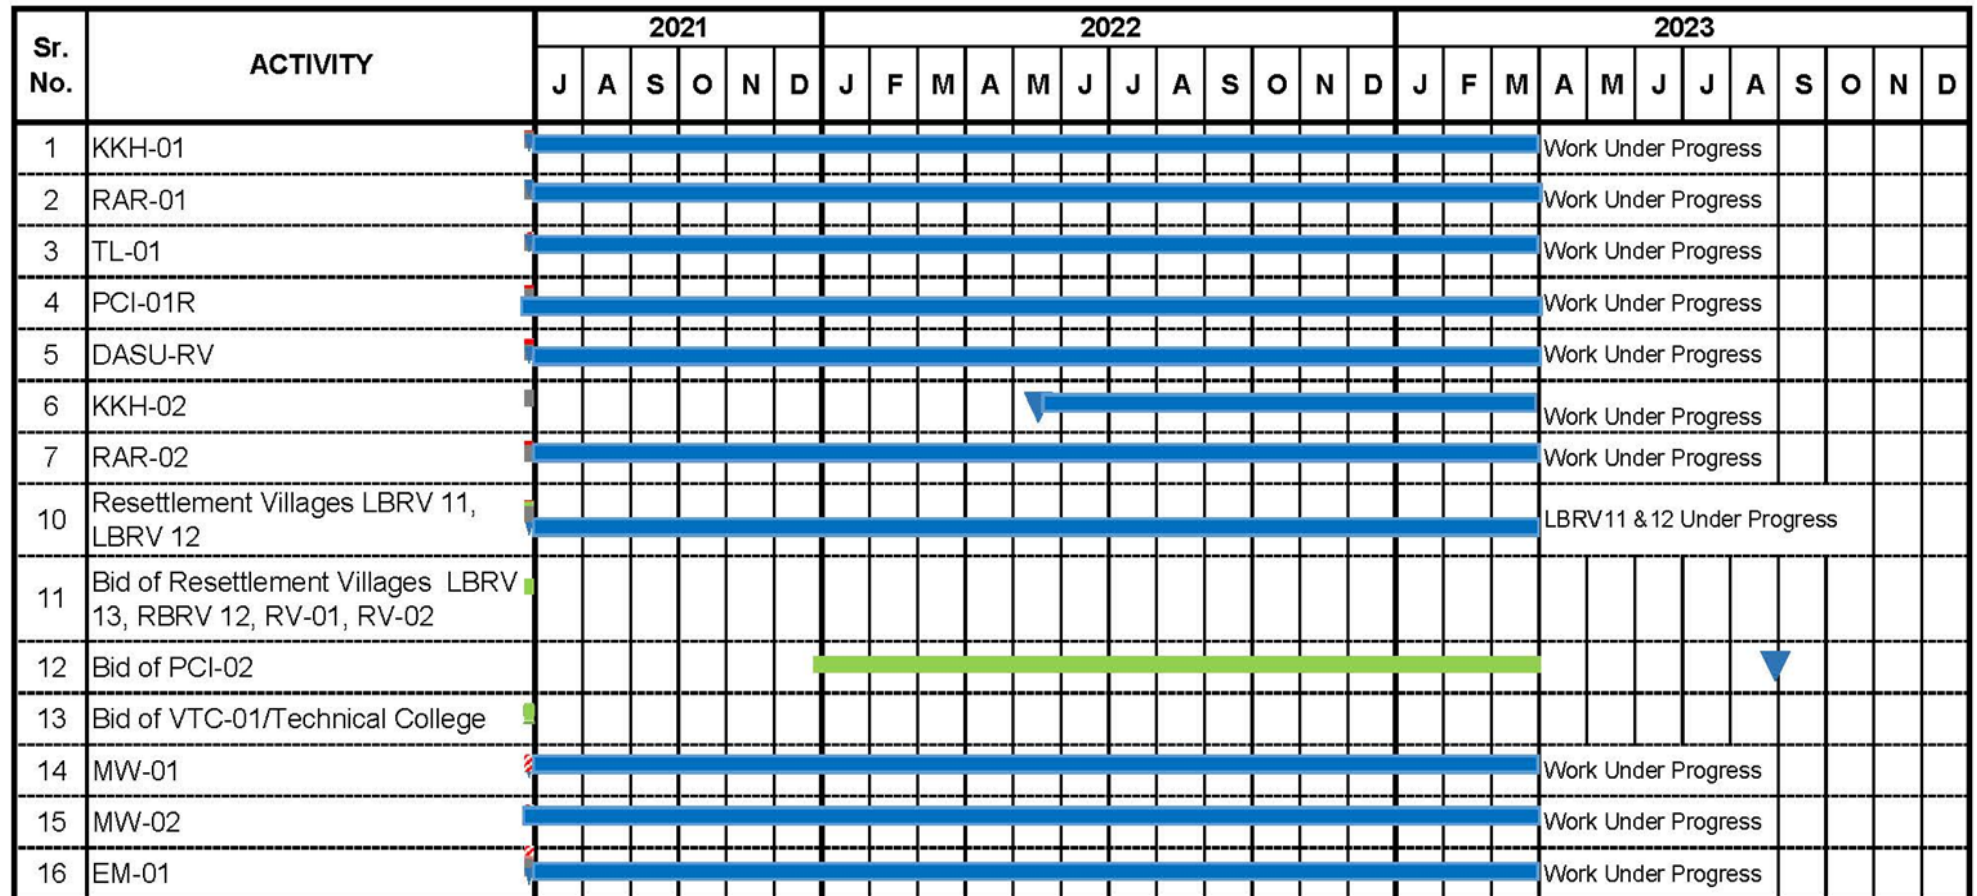 Sr. No. ACTIVITY 2021 2022 2023
J A S O N D J F M A M J J A S O N D J F M A M J J A S O N D
1 KKH-01 Work Under Progress
2 RAR-01 Work Under Progress
3 TL-01 Work Under Progress
4 PCI-01R Work Under Progress
5 DASU-RV Work Under Progress
6 KKH-02 Work Under Progress
7 RAR-02 Work Under Progress
10 Resettlement Villages LBRV 11,
LBRV 12 LBRV11 & 12 Under Progress
11 Bid of Resettlement Villages LBRV
13, RBRV 12, RV-01, RV-02
12 Bid of PCI-02
13 Bid of VTC-01/Technical College
14 MW-01 Work Under Progress
15 MW-02 Work Under Progress
16 EM-01 Work Under Progress